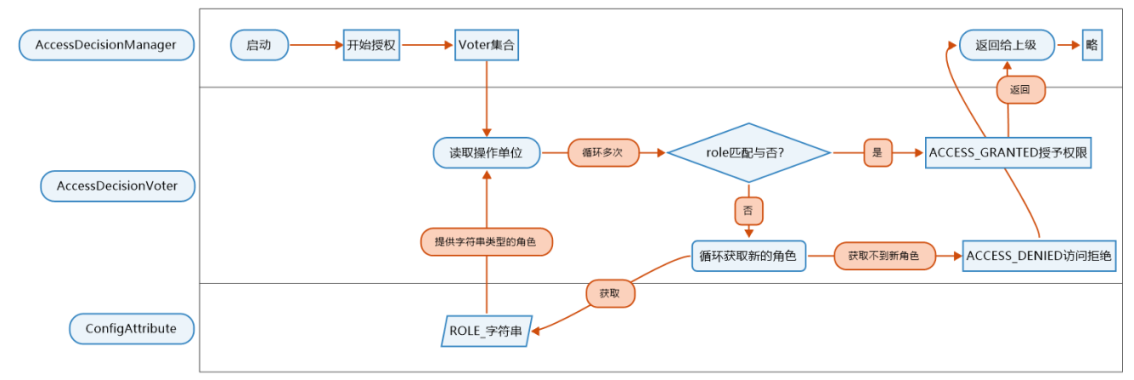 AccessDecisionManager
启动
开始授权
Voter集合
返回给上级
略
返回
AccessDecisionVoter
读取操作单位
循环多次
role匹配与否?
是
ACCESS_GRANTED授予权限
否
提供字符串类型的角色
循环获取新的角色
获取不到新角色
ACCESS_DENIED访问拒绝
获取
ConfigAttribute
ROLE_字符串